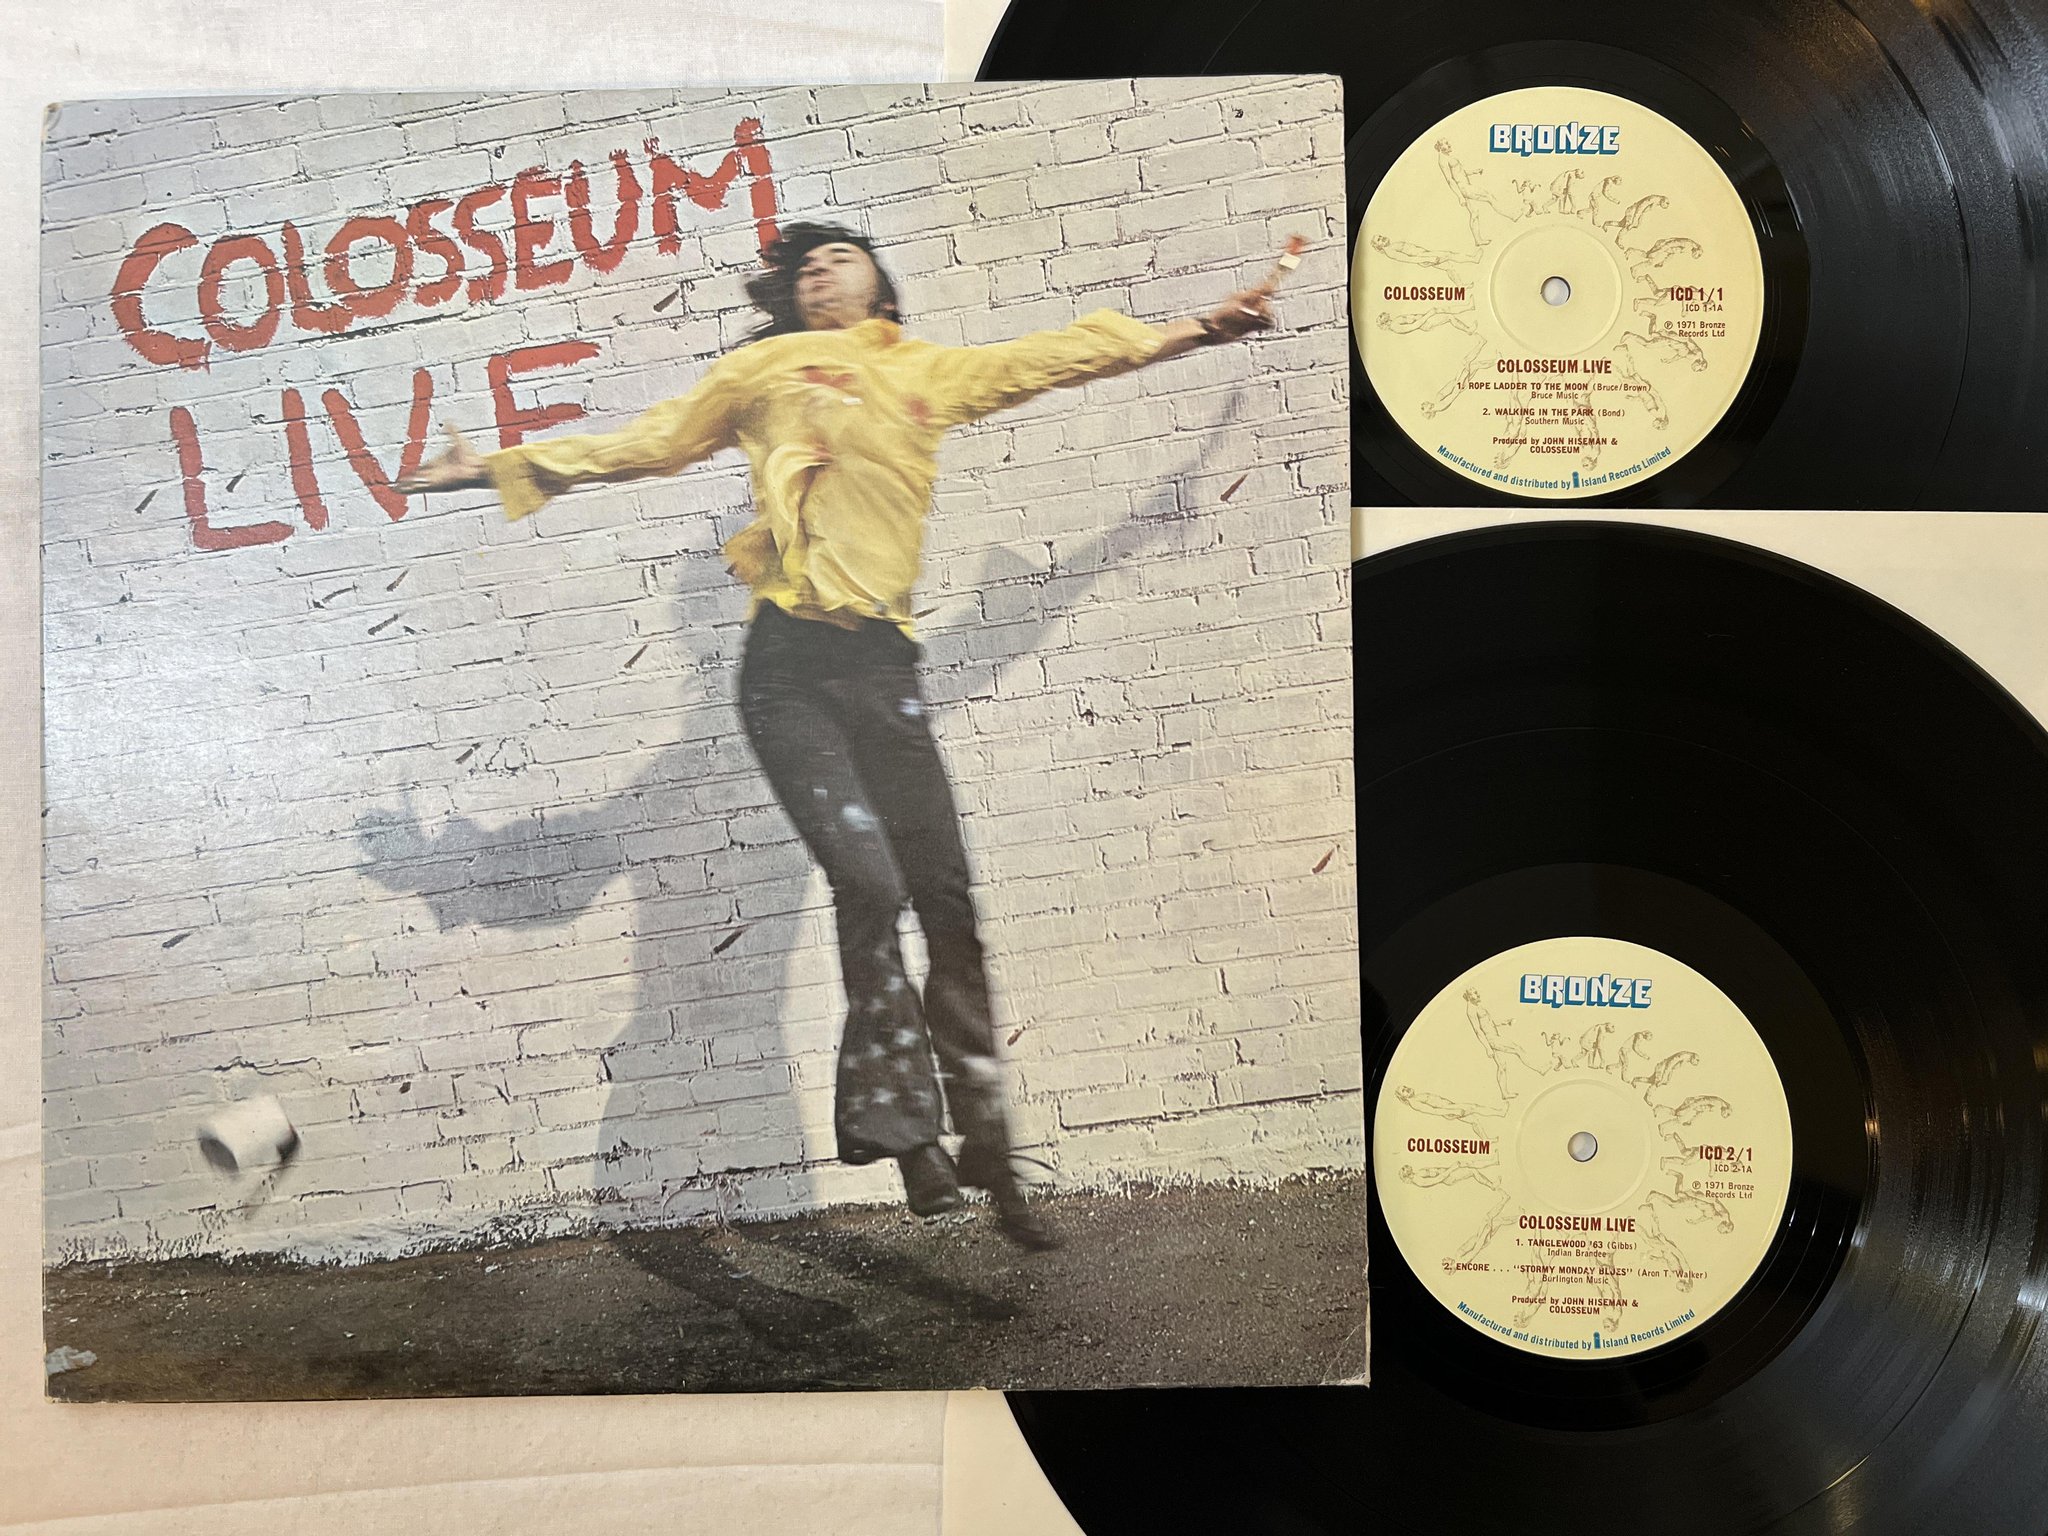 COLOSSEUM
LIVE
BRONZE
COLOSSEUM
ICD 1/1
ICD 1-1A
℗ 1971 Bronze
Records Ltd
COLOSSEUM LIVE
1. ROPE LADDER TO THE MOON (Bruce/Brown)
Bruce Music
2. WALKING IN THE PARK (Bond)
Southern Music
Produced by JOHN HISEMAN &
COLOSSEUM
Manufactured and distributed by Island Records Limited
BRONZE
COLOSSEUM
ICD 2/1
ICD 2-1A
℗ 1971 Bronze
Records Ltd
COLOSSEUM LIVE
1. TANGLEWOOD '63 (Gibbs)
Indian Brandee
2. ENCORE . . . "STORMY MONDAY BLUES" (Aron T. Walker)
Burlington Music
Produced by JOHN HISEMAN &
COLOSSEUM
Manufactured and distributed by Island Records Limited